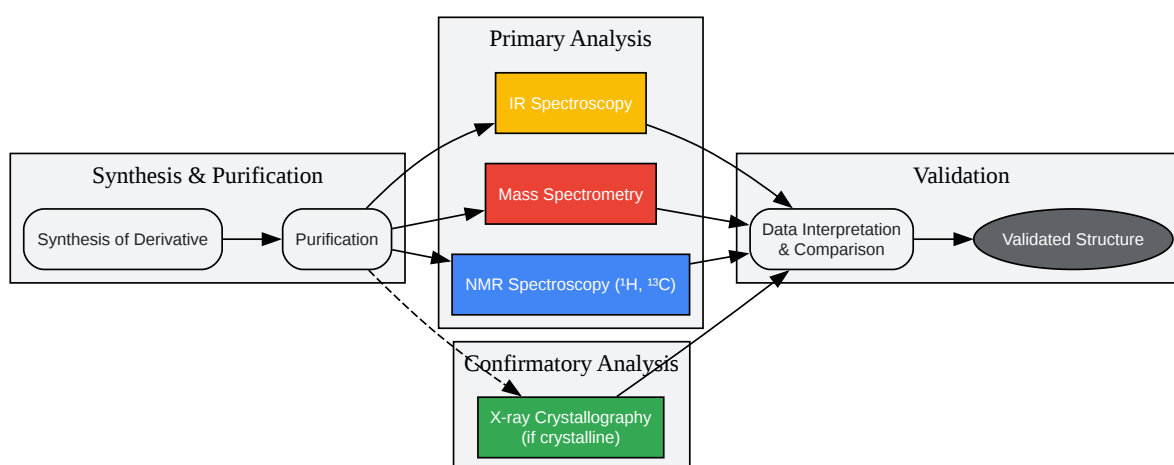 Synthesis & Purification
Synthesis of Derivative
Purification
Primary Analysis
IR Spectroscopy
Mass Spectrometry
NMR Spectroscopy (¹H, ¹³C)
Confirmatory Analysis
X-ray Crystallography
(if crystalline)
Validation
Data Interpretation
& Comparison
Validated Structure